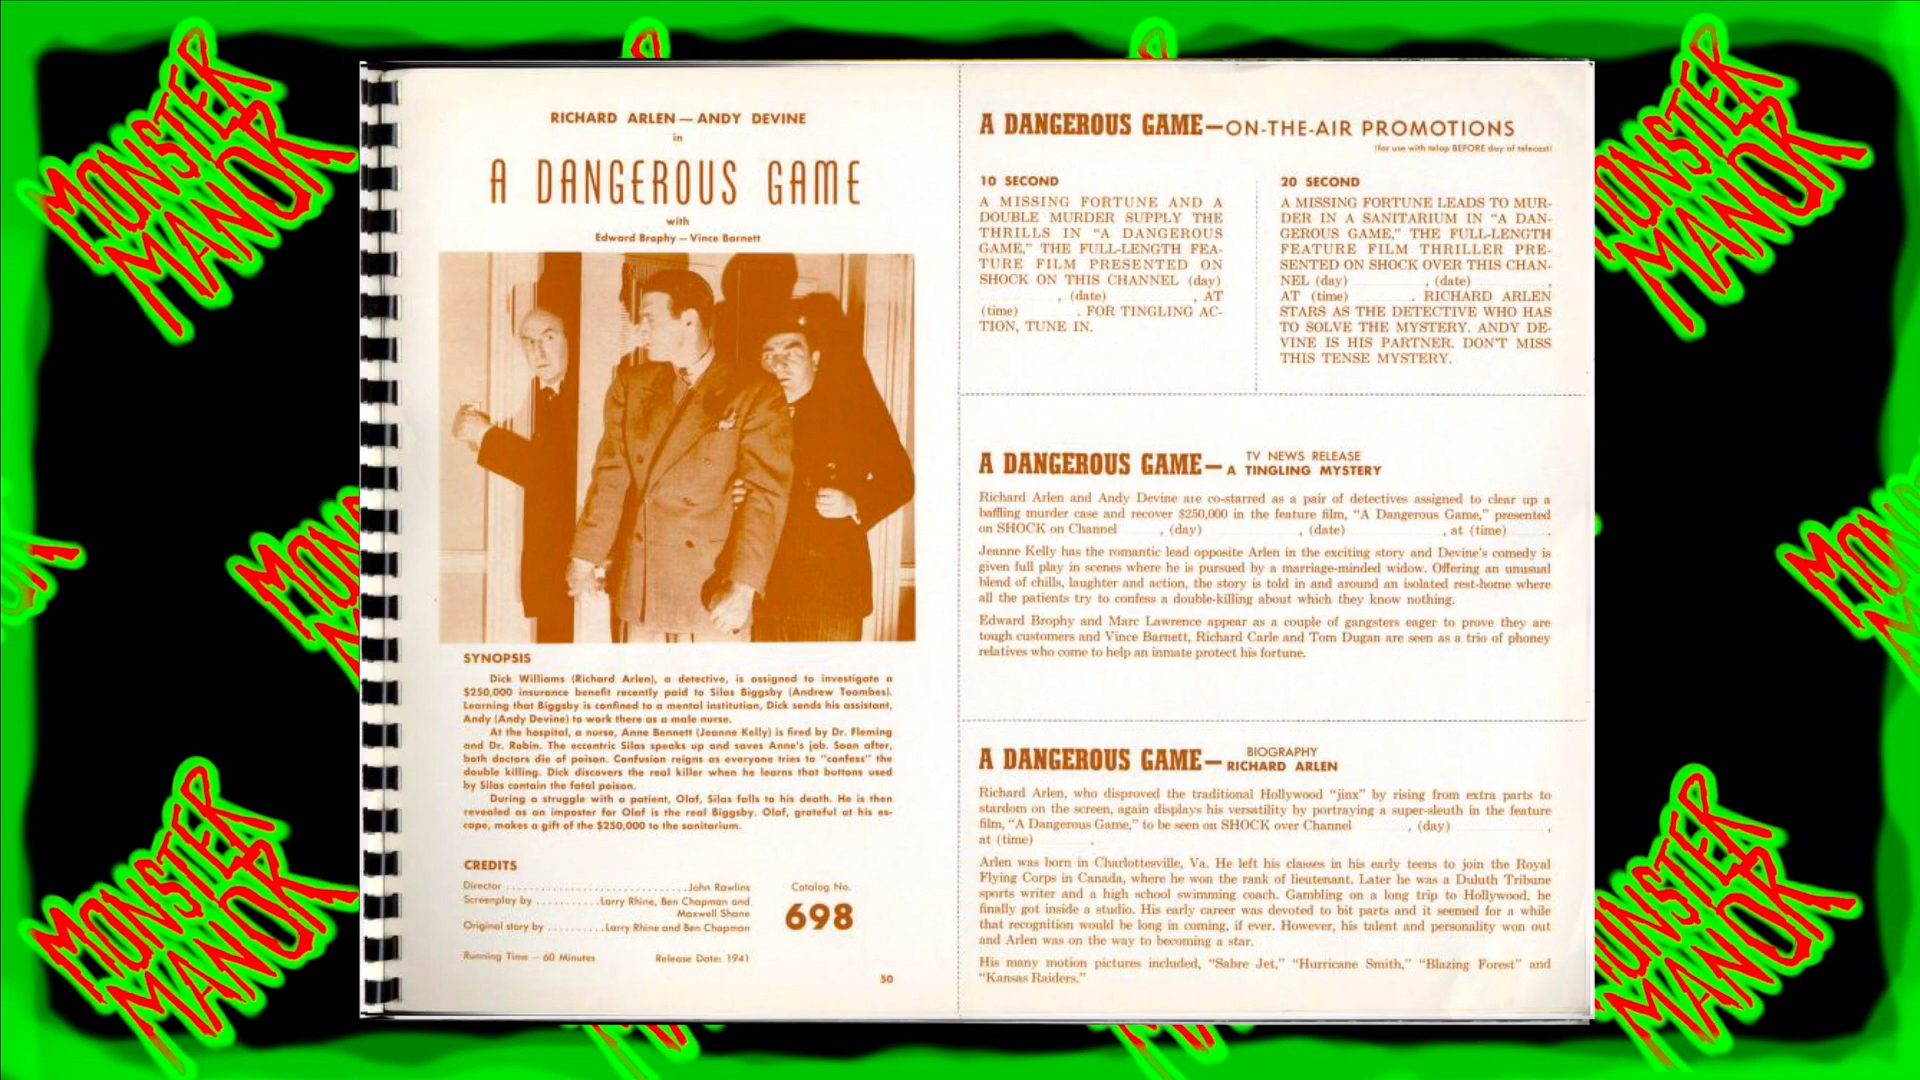 MONSTER
MANOR
MONSTER
MANOR
RICHARD ARLEN — ANDY DEVINE
in
A DANGEROUS GAME
with
Edward Brophy — Vince Barnett
SYNOPSIS
Dick Williams (Richard Arlen), a detective, is assigned to investigate a
$250,000 insurance benefit recently paid to Silas Biggsby (Andrew Toombes).
Learning that Biggsby is confined to a mental institution, Dick sends his assistant,
Andy (Andy Devine) to work there as a male nurse.
At the hospital, a nurse, Anne Bennett (Jeanne Kelly) is fired by Dr. Fleming
and Dr. Robin. The eccentric Silas speaks up and saves Anne's job. Soon after,
both doctors die of poison. Confusion reigns as everyone tries to "confess" the
double killing. Dick discovers the real killer when he learns that buttons used
by Silas contain the fatal poison.
During a struggle with a patient, Olaf, Silas falls to his death. He is then
revealed as an imposter for Olaf is the real Biggsby. Olaf, grateful at his es-
cape, makes a gift of the $250,000 to the sanitarium.
CREDITS
Director ................................John Rawlins
Screenplay by ..........Larry Rhine, Ben Chapman and
Maxwell Shane
Original story by ..........Larry Rhine and Ben Chapman
Catalog No.
698
Running Time — 60 Minutes Release Date: 1941
50
A DANGEROUS GAME—ON-THE-AIR PROMOTIONS
(for use with telop BEFORE day of telecast)
10 SECOND
A MISSING FORTUNE AND A
DOUBLE MURDER SUPPLY THE
THRILLS IN "A DANGEROUS
GAME," THE FULL-LENGTH FEA-
TURE FILM PRESENTED ON
SHOCK ON THIS CHANNEL (day)
, (date) , AT
(time) . FOR TINGLING AC-
TION, TUNE IN.
20 SECOND
A MISSING FORTUNE LEADS TO MUR-
DER IN A SANITARIUM IN "A DAN-
GEROUS GAME," THE FULL-LENGTH
FEATURE FILM THRILLER PRE-
SENTED ON SHOCK OVER THIS CHAN-
NEL (day) , (date) ,
AT (time) . RICHARD ARLEN
STARS AS THE DETECTIVE WHO HAS
TO SOLVE THE MYSTERY. ANDY DE-
VINE IS HIS PARTNER. DON'T MISS
THIS TENSE MYSTERY.
A DANGEROUS GAME— TV NEWS RELEASE
A TINGLING MYSTERY
Richard Arlen and Andy Devine are co-starred as a pair of detectives assigned to clear up a
baffling murder case and recover $250,000 in the feature film, "A Dangerous Game," presented
on SHOCK on Channel , (day) , (date) , at (time) .
Jeanne Kelly has the romantic lead opposite Arlen in the exciting story and Devine's comedy is
given full play in scenes where he is pursued by a marriage-minded widow. Offering an unusual
blend of chills, laughter and action, the story is told in and around an isolated rest-home where
all the patients try to confess a double-killing about which they know nothing.
Edward Brophy and Marc Lawrence appear as a couple of gangsters eager to prove they are
tough customers and Vince Barnett, Richard Carle and Tom Dugan are seen as a trio of phoney
relatives who come to help an inmate protect his fortune.
A DANGEROUS GAME— BIOGRAPHY
RICHARD ARLEN
Richard Arlen, who disproved the traditional Hollywood "jinx" by rising from extra parts to
stardom on the screen, again displays his versatility by portraying a super-sleuth in the feature
film, "A Dangerous Game," to be seen on SHOCK over Channel , (day) ,
at (time) .
Arlen was born in Charlottesville, Va. He left his classes in his early teens to join the Royal
Flying Corps in Canada, where he won the rank of lieutenant. Later he was a Duluth Tribune
sports writer and a high school swimming coach. Gambling on a long trip to Hollywood, he
finally got inside a studio. His early career was devoted to bit parts and it seemed for a while
that recognition would be long in coming, if ever. However, his talent and personality won out
and Arlen was on the way to becoming a star.
His many motion pictures included, "Sabre Jet," "Hurricane Smith," "Blazing Forest" and
"Kansas Raiders."
MONSTER
MANOR
MONSTER
MANOR